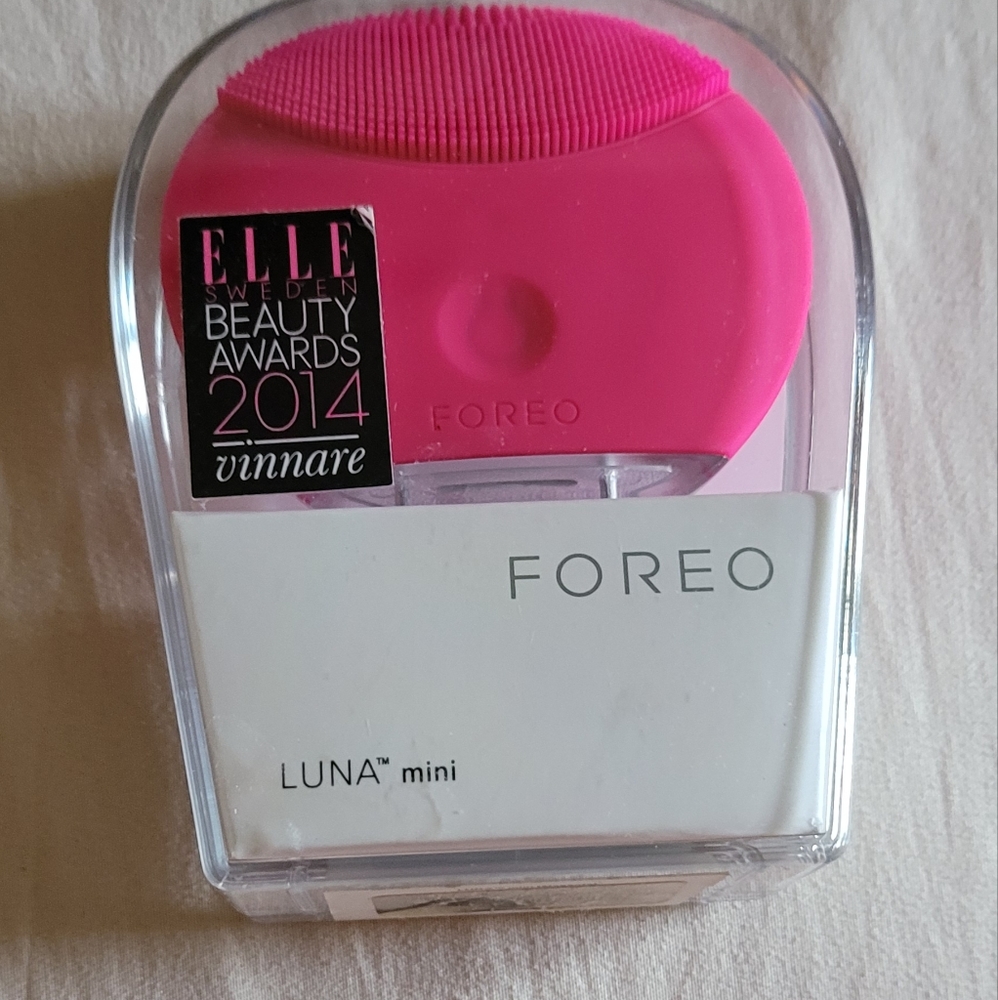 ELLE
SWEDEN
BEAUTY
AWARDS
2014
vinnare
FOREO
FOREO
LUNA™ mini